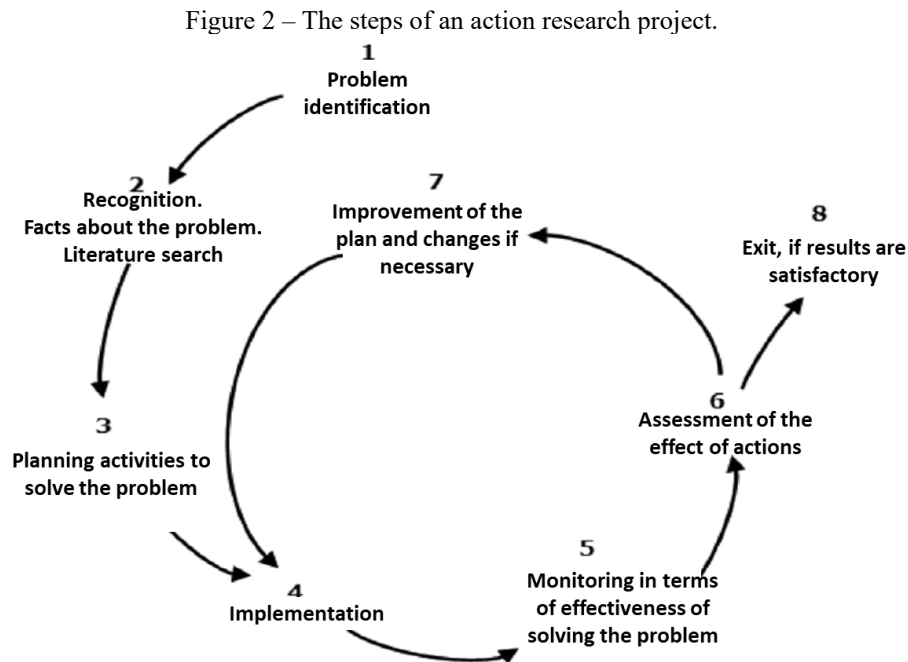 Figure 2 – The steps of an action research project.
1
Problem
identification
2
Recognition.
Facts about the problem.
Literature search
3
Planning activities to
solve the problem
4
Implementation
5
Monitoring in terms
of effectiveness of
solving the problem
6
Assessment of the
effect of actions
7
Improvement of the
plan and changes if
necessary
8
Exit, if results are
satisfactory